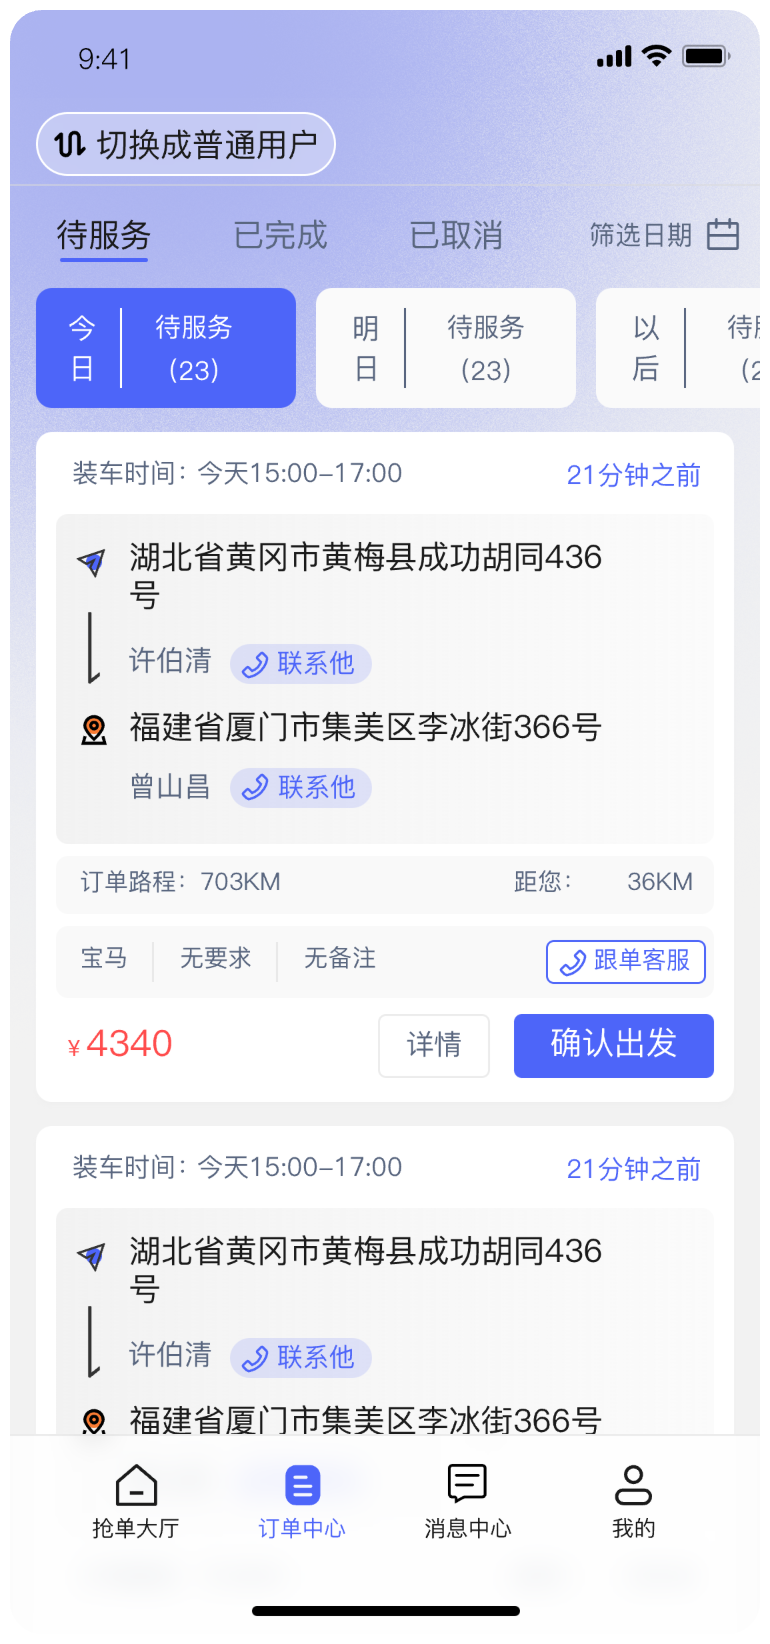 9:41
切换成普通用户
待服务 已完成 已取消 筛选日期
今日 待服务 (23) 明日 待服务 (23) 以后 待
装车时间：今天15:00-17:00 21分钟之前
湖北省黄冈市黄梅县成功胡同436
号
许伯清 联系他
福建省厦门市集美区李冰街366号
曾山昌 联系他
订单路程：703KM 距您： 36KM
宝马 无要求 无备注 跟单客服
¥4340 详情 确认出发
装车时间：今天15:00-17:00 21分钟之前
湖北省黄冈市黄梅县成功胡同436
号
许伯清 联系他
福建省厦门市集美区李冰街366号
抢单大厅 订单中心 消息中心 我的